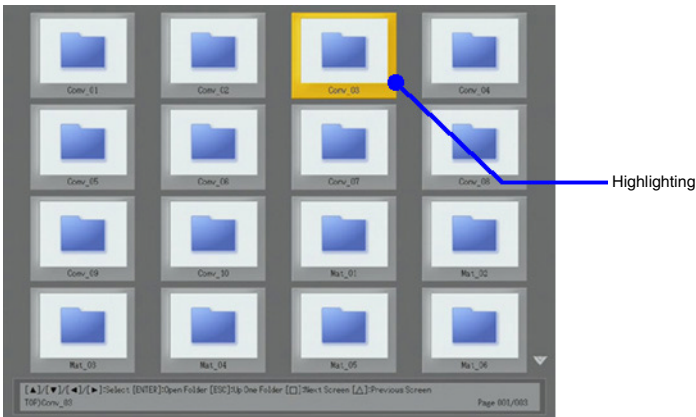 Conv_01 Conv_02 Conv_03 Conv_04
Highlighting
Conv_05 Conv_06 Conv_07 Conv_08
Conv_09 Conv_10 Mat_01 Mat_02
Mat_03 Mat_04 Mat_05 Mat_06
[▲]/[▼]/[◄]/[►]:Select [ENTER]:Open Folder [ESC]:Up One Folder [□]:Next Screen [△]:Previous Screen
TOP/Conv_03 Page 001/003